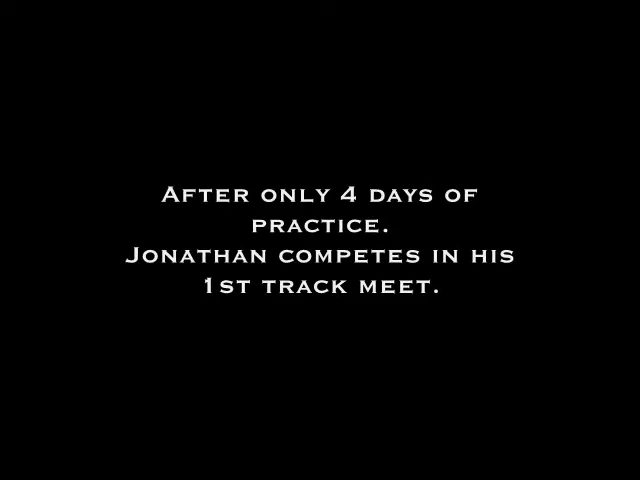 After only 4 days of
practice.
Jonathan competes in his
1st track meet.